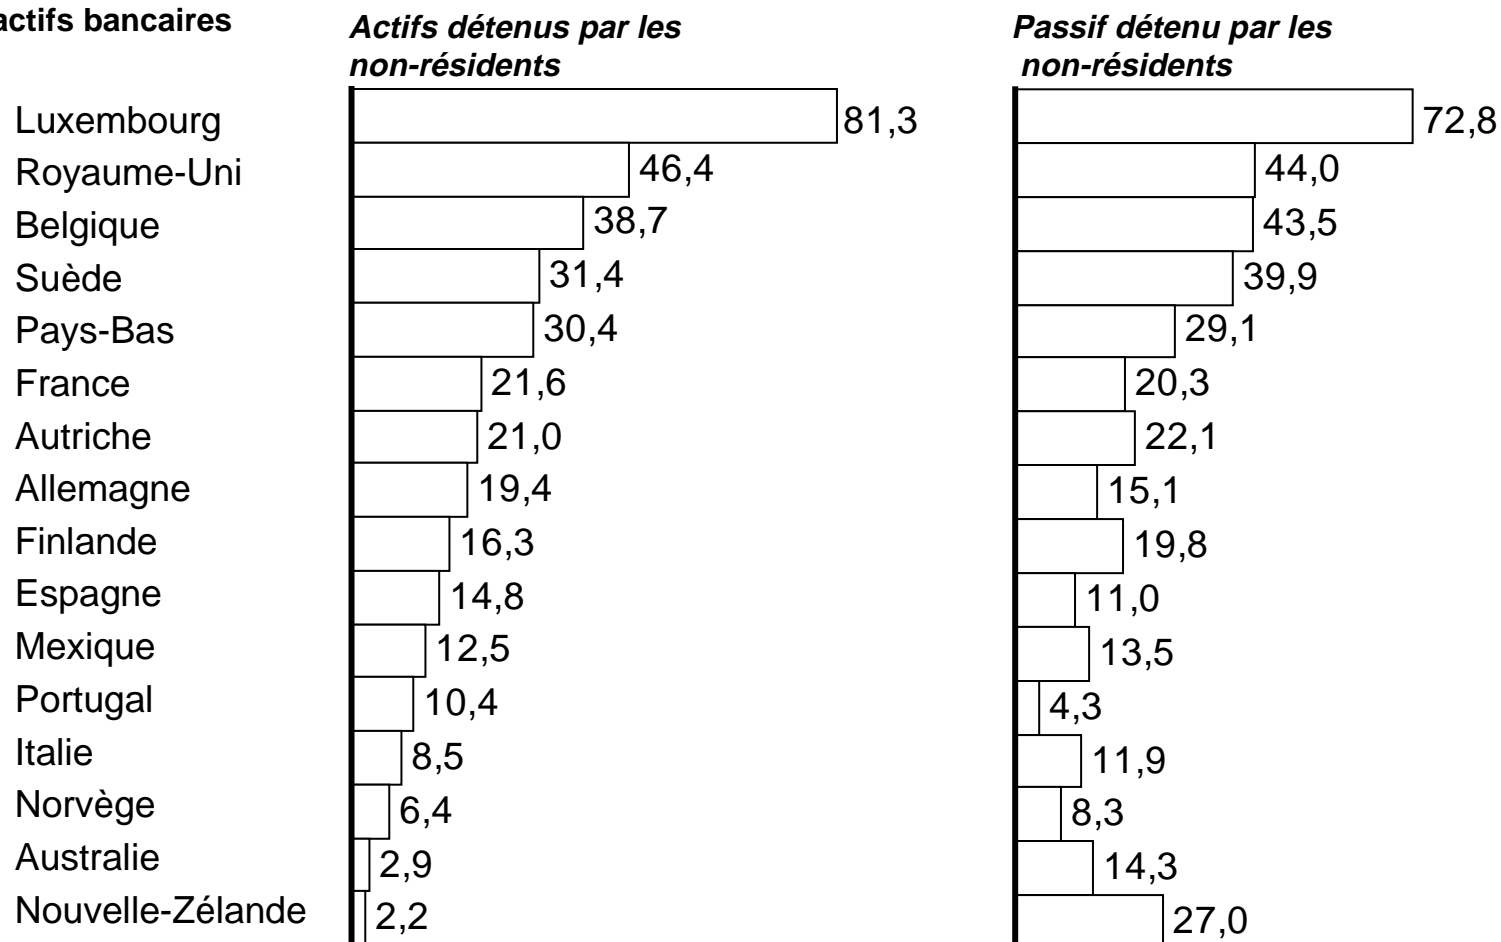 actifs bancaires
Actifs détenus par les
non-résidents
Passif détenu par les
non-résidents
Luxembourg 81,3 72,8
Royaume-Uni 46,4 44,0
Belgique 38,7 43,5
Suède 31,4 39,9
Pays-Bas 30,4 29,1
France 21,6 20,3
Autriche 21,0 22,1
Allemagne 19,4 15,1
Finlande 16,3 19,8
Espagne 14,8 11,0
Mexique 12,5 13,5
Portugal 10,4 4,3
Italie 8,5 11,9
Norvège 6,4 8,3
Australie 2,9 14,3
Nouvelle-Zélande 2,2 27,0